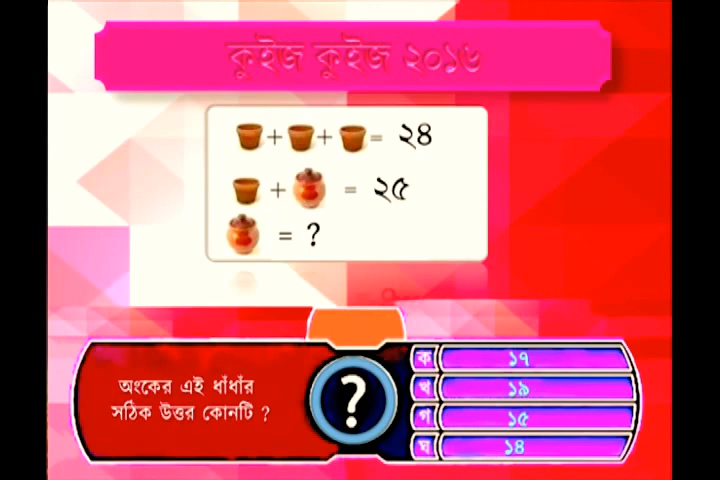 কুইজ কুইজ ২০১৬
+ + = ২৪
+ = ২৫
= ?
অংকের এই ধাঁধাঁর
সঠিক উত্তর কোনটি ?
?
ক ১৭
খ ১৯
গ ১৫
ঘ ১৪